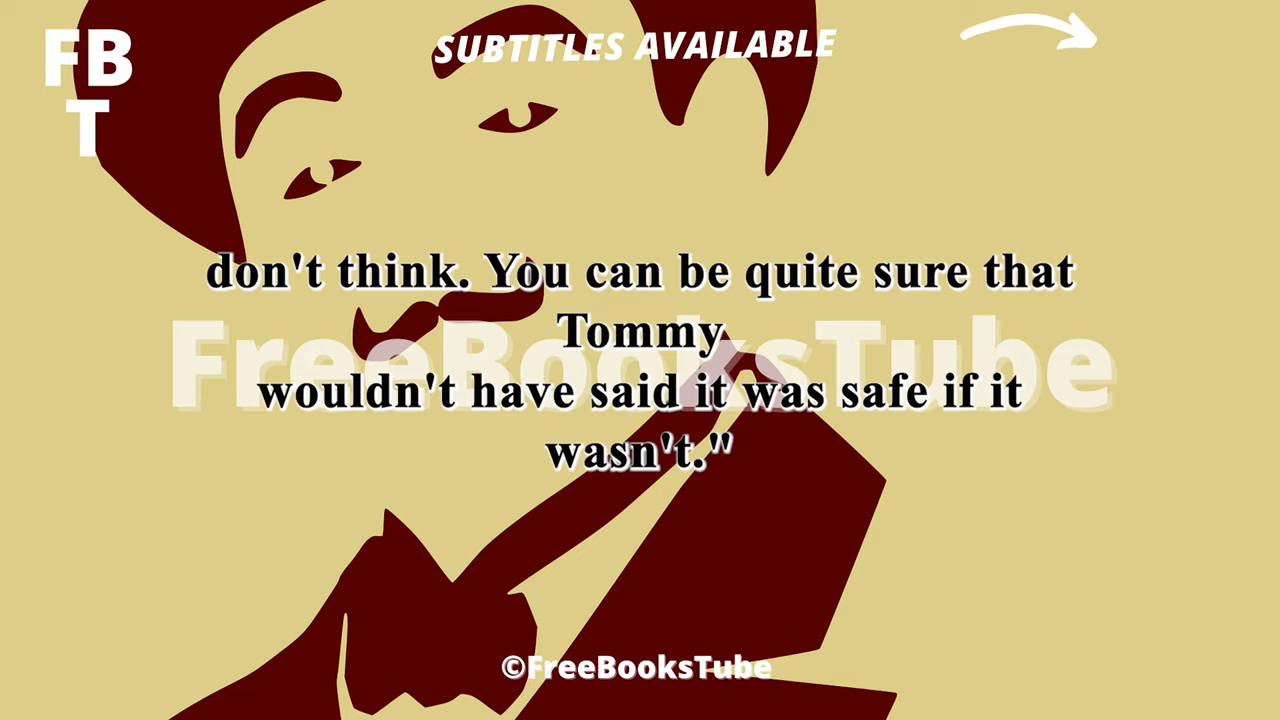 FB
T
SUBTITLES AVAILABLE
don't think. You can be quite sure that
Tommy
FreeBooksTube
wouldn't have said it was safe if it
wasn't."
©FreeBooksTube